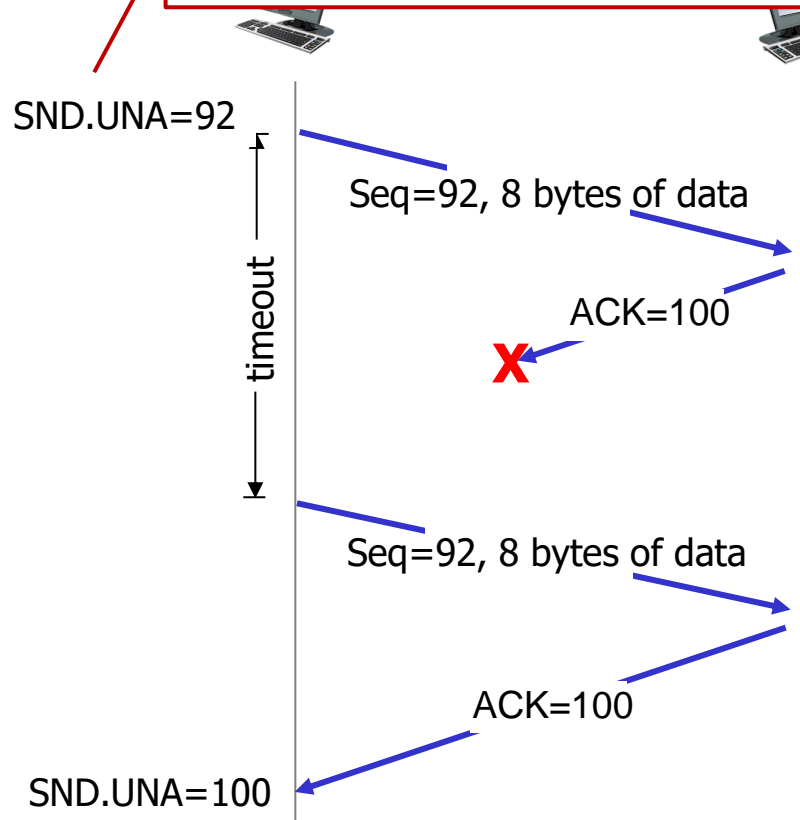 SND.UNA=92
Seq=92, 8 bytes of data
timeout
ACK=100
X
Seq=92, 8 bytes of data
ACK=100
SND.UNA=100